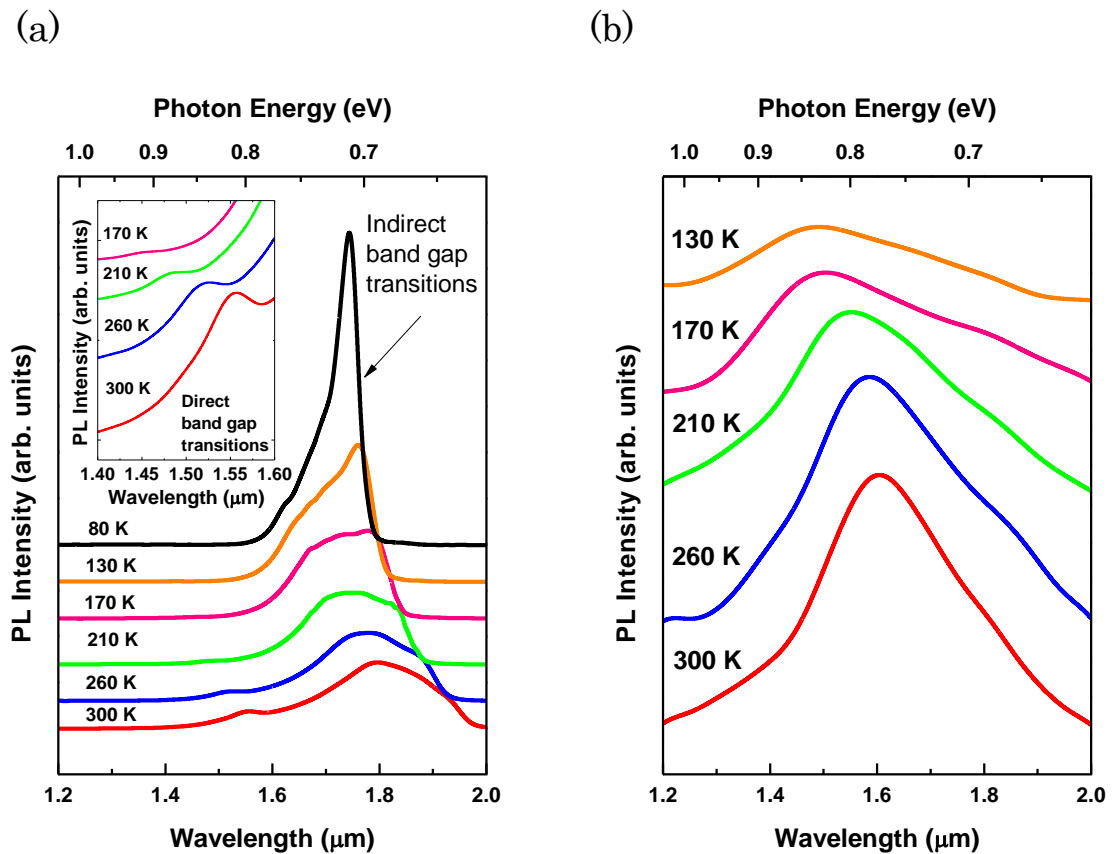 (a)
Photon Energy (eV)
1.0 0.9 0.8 0.7
PL Intensity (arb. units)
PL Intensity (arb. units)
170 K
210 K
260 K
300 K
Direct
band gap
transitions
1.40 1.45 1.50 1.55 1.60
Wavelength (μm)
Indirect
band gap
transitions
80 K
130 K
170 K
210 K
260 K
300 K
1.2 1.4 1.6 1.8 2.0
Wavelength (μm)
(b)
Photon Energy (eV)
1.0 0.9 0.8 0.7
PL Intensity (arb. units)
130 K
170 K
210 K
260 K
300 K
1.2 1.4 1.6 1.8 2.0
Wavelength (μm)